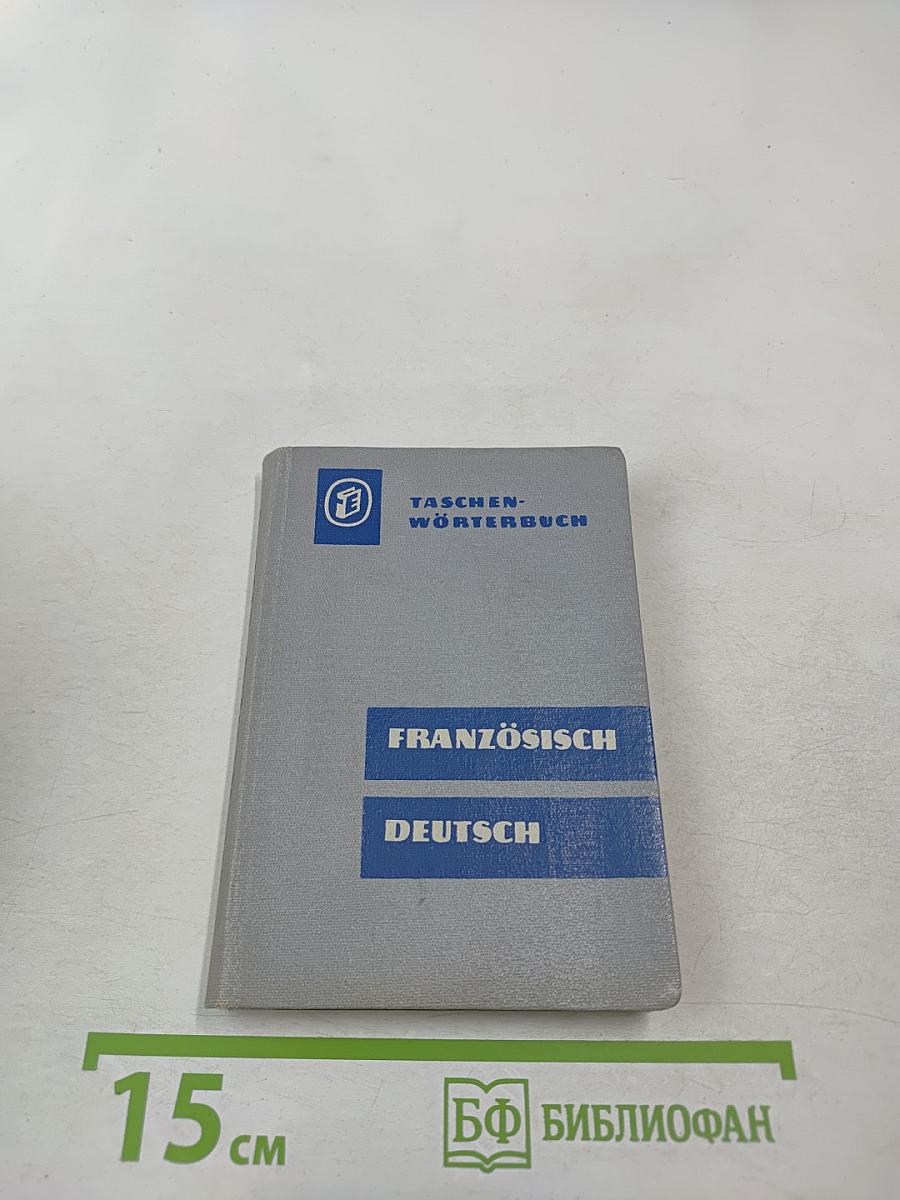 TASCHEN-
WÖRTERBUCH
FRANZÖSISCH
DEUTSCH
15 см
БФ БИБЛИОФАН